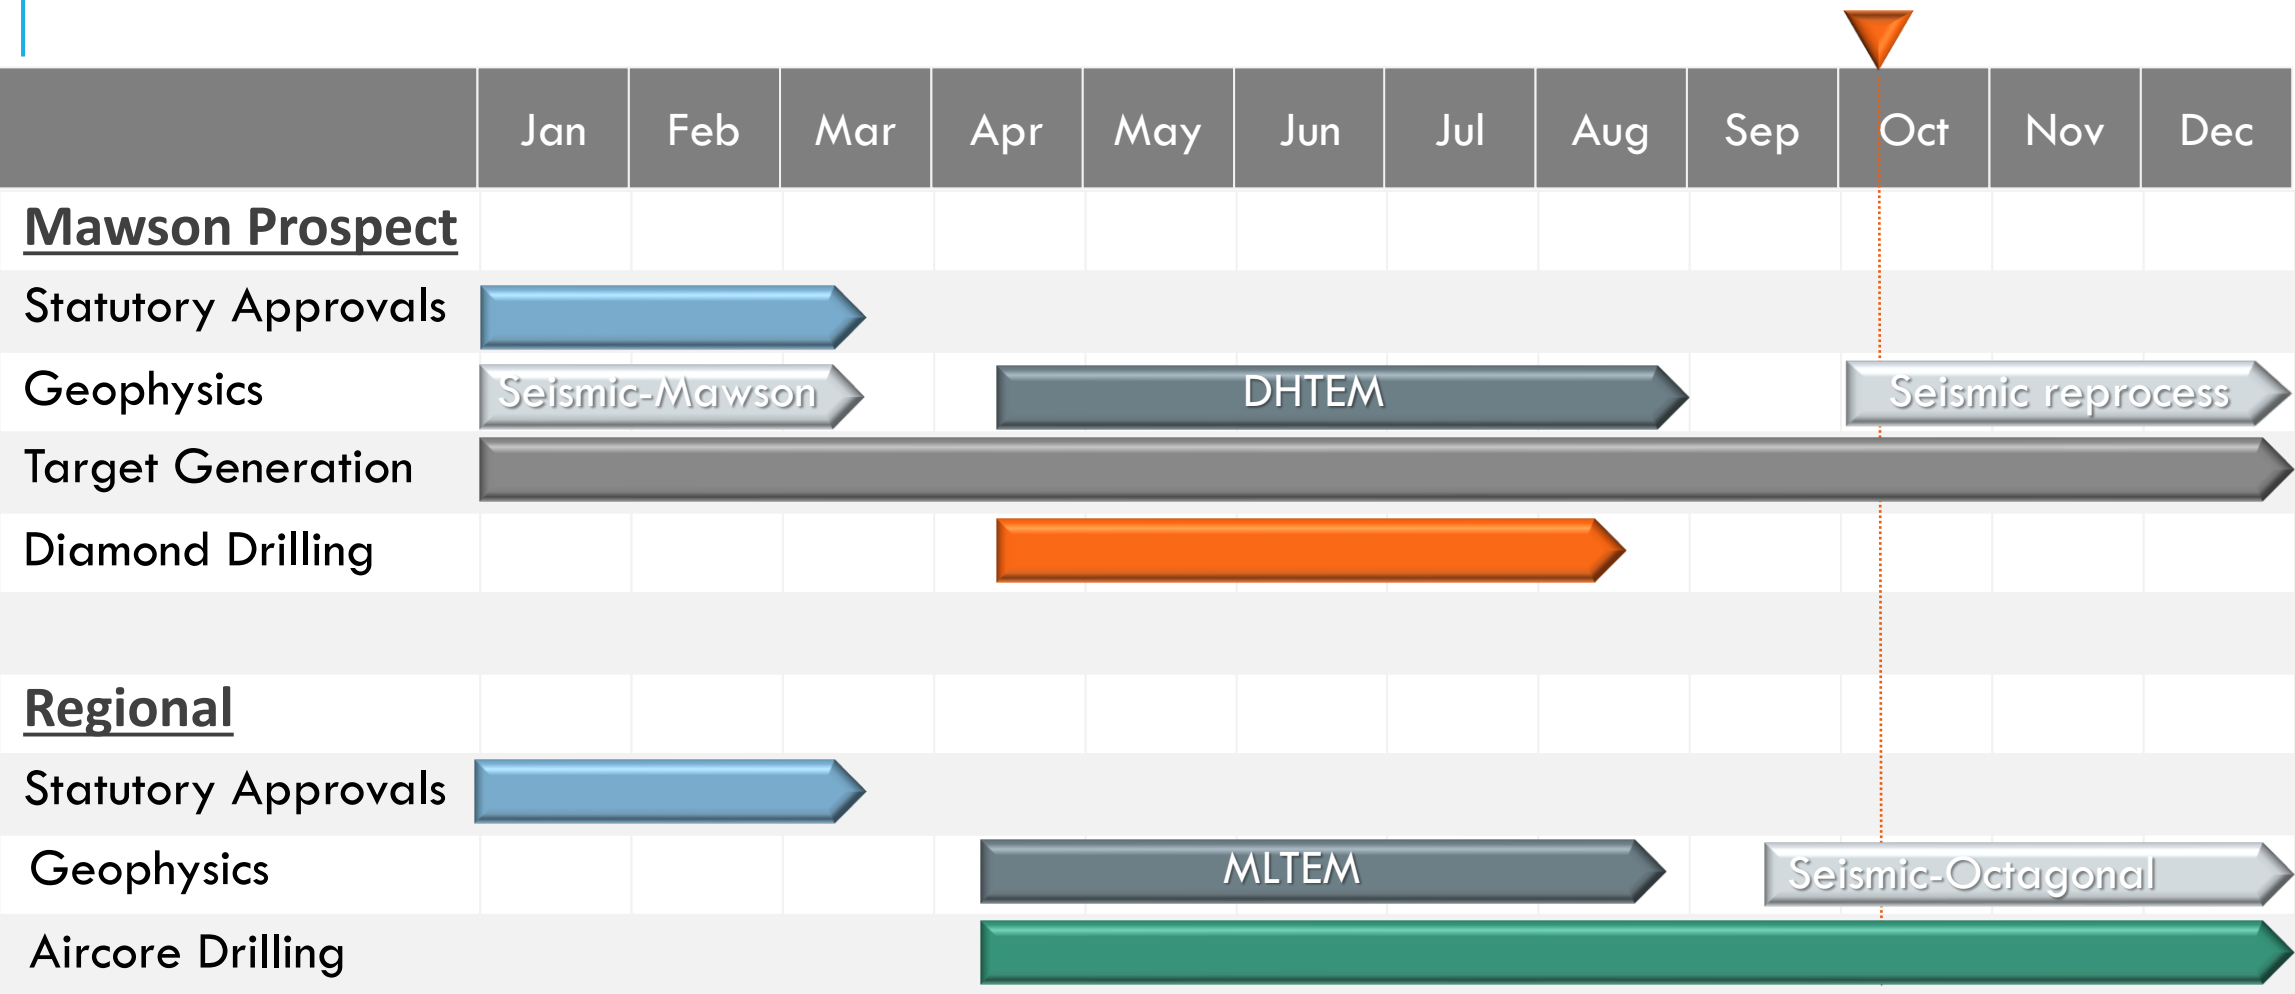 Jan Feb Mar Apr May Jun Jul Aug Sep Oct Nov Dec
Mawson Prospect
Statutory Approvals
Geophysics Seismic-Mawson DHTEM Seismic reprocess
Target Generation
Diamond Drilling
Regional
Statutory Approvals
Geophysics MLTEM Seismic-Octagonal
Aircore Drilling